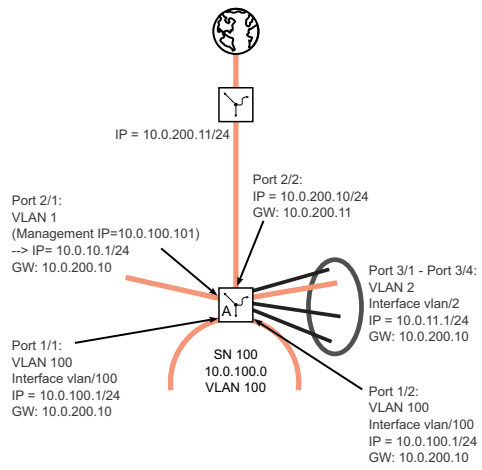 IP = 10.0.200.11/24
Port 2/2:
IP = 10.0.200.10/24
GW: 10.0.200.11
Port 2/1:
VLAN 1
(Management IP=10.0.100.101)
--> IP= 10.0.10.1/24
GW: 10.0.200.10
Port 3/1 - Port 3/4:
VLAN 2
Interface vlan/2
IP = 10.0.11.1/24
GW: 10.0.200.10
A
Port 1/1:
VLAN 100
Interface vlan/100
IP = 10.0.100.1/24
GW: 10.0.200.10
SN 100
10.0.100.0
VLAN 100
Port 1/2:
VLAN 100
Interface vlan/100
IP = 10.0.100.1/24
GW: 10.0.200.10